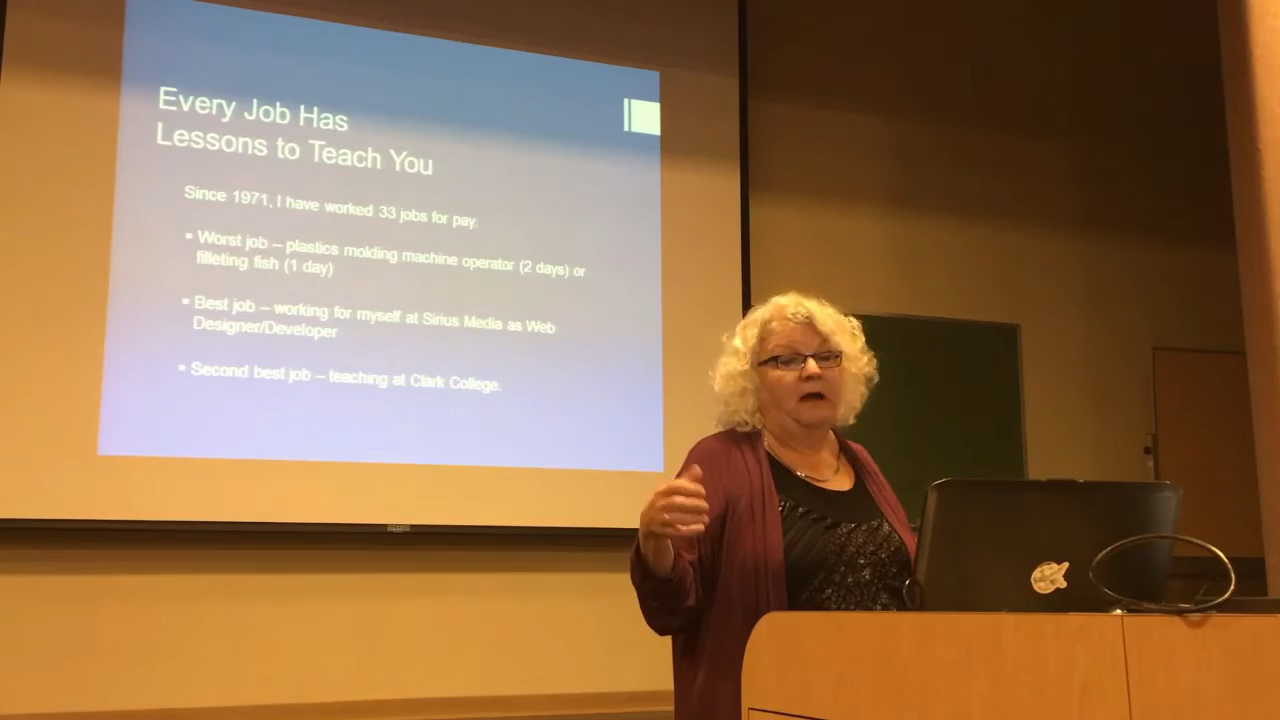 Every Job Has
Lessons to Teach You
Since 1971, I have worked 33 jobs for pay.
▪ Worst job – plastics molding machine operator (2 days) or
filleting fish (1 day)
▪ Best job – working for myself at Sirius Media as Web
Designer/Developer
▪ Second best job – teaching at Clark College.